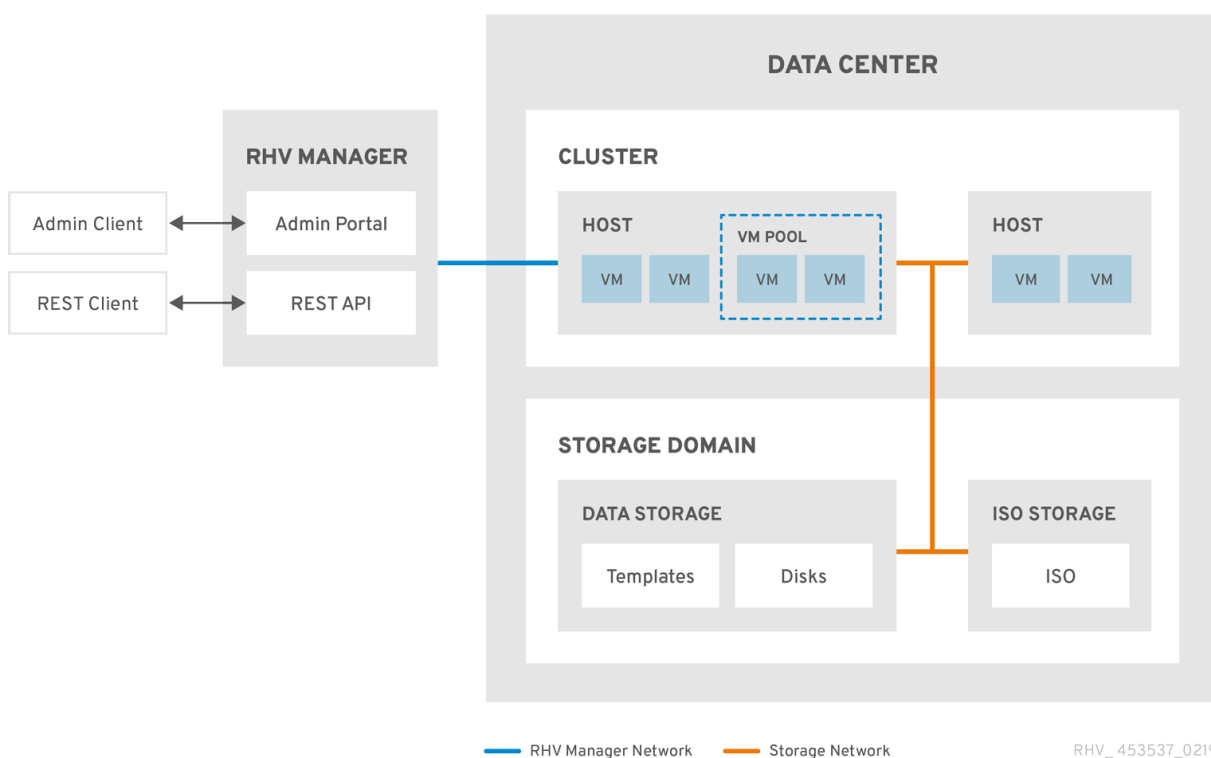 DATA CENTER
RHV MANAGER
Admin Client
Admin Portal
REST Client
REST API
CLUSTER
HOST
VM
VM
VM POOL
VM
VM
HOST
VM
VM
STORAGE DOMAIN
DATA STORAGE
Templates
Disks
ISO STORAGE
ISO
RHV Manager Network
Storage Network
RHV_453537_0219